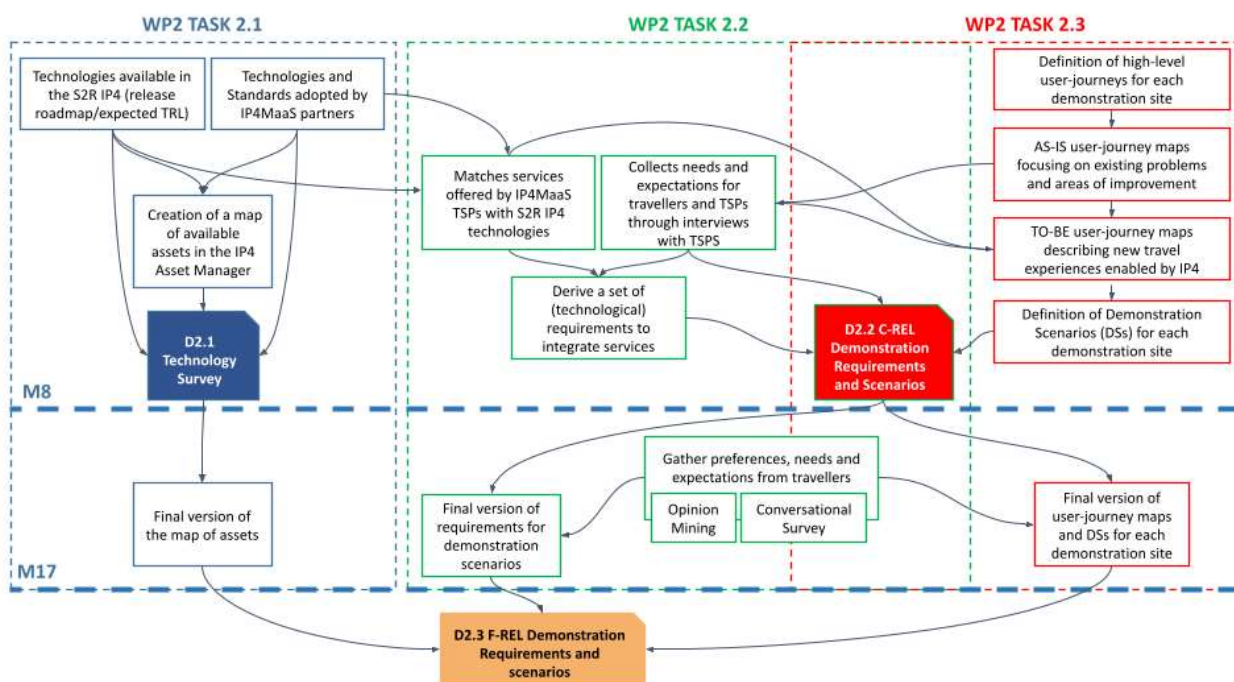 WP2 TASK 2.1
WP2 TASK 2.2
WP2 TASK 2.3
Technologies available in
the S2R IP4 (release
roadmap/expected TRL)
Technologies and
Standards adopted by
IP4MaaS partners
Creation of a map
of available
assets in the IP4
Asset Manager
D2.1
Technology
Survey
M8
Matches services
offered by IP4MaaS
TSPs with S2R IP4
technologies
Collects needs and
expectations for
travellers and TSPs
through interviews
with TSPS
Derive a set of
(technological)
requirements to
integrate services
Definition of high-level
user-journeys for each
demonstration site
AS-IS user-journey maps
focusing on existing problems
and areas of improvement
TO-BE user-journey maps
describing new travel
experiences enabled by IP4
Definition of Demonstration
Scenarios (DSs) for each
demonstration site
D2.2 C-REL
Demonstration
Requirements
and Scenarios
Final version of
the map of assets
M17
Final version of
requirements for
demonstration
scenarios
Gather preferences, needs and
expectations from travellers
Opinion
Mining
Conversational
Survey
Final version of
user-journey maps
and DSs for each
demonstration site
D2.3 F-REL Demonstration
Requirements and
scenarios